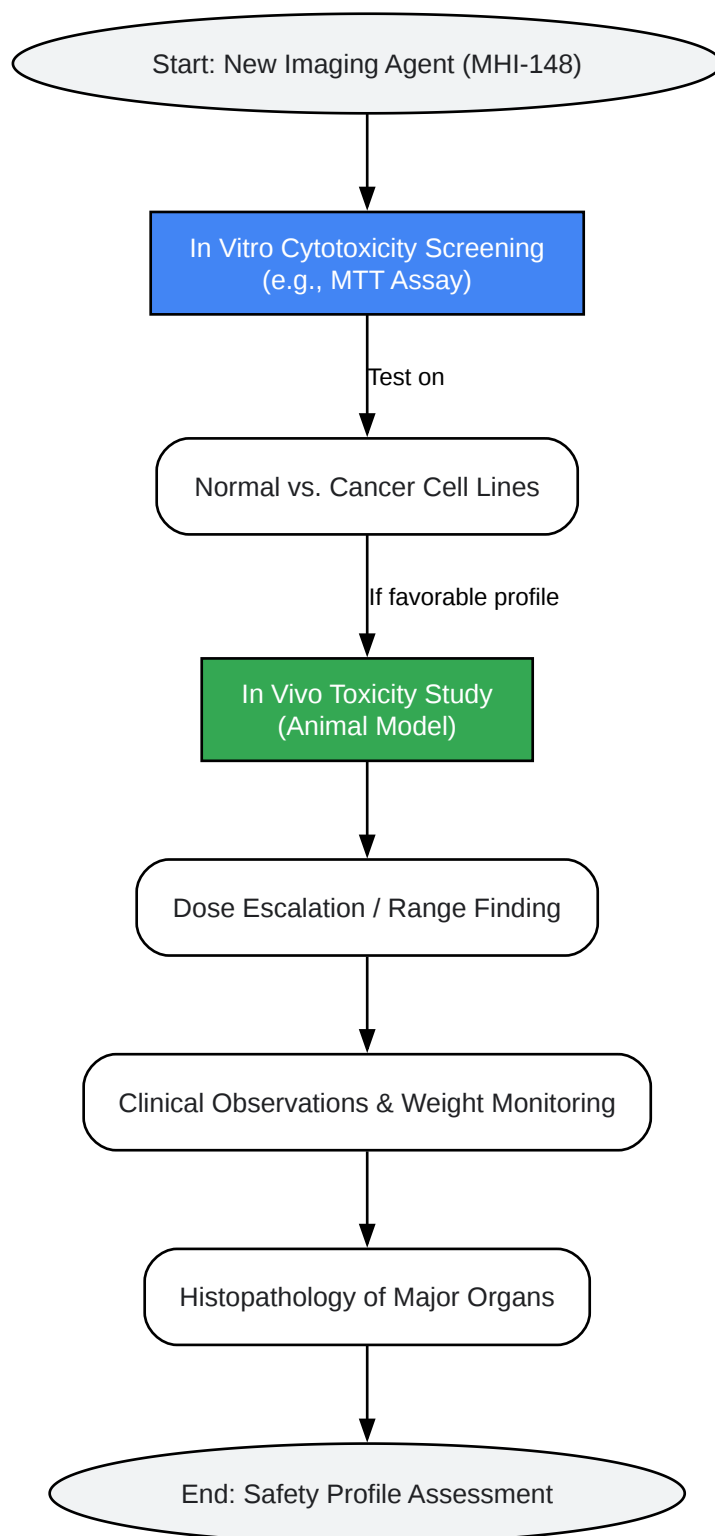 Start: New Imaging Agent (MHI-148)
In Vitro Cytotoxicity Screening
(e.g., MTT Assay)
Test on
Normal vs. Cancer Cell Lines
If favorable profile
In Vivo Toxicity Study
(Animal Model)
Dose Escalation / Range Finding
Clinical Observations & Weight Monitoring
Histopathology of Major Organs
End: Safety Profile Assessment